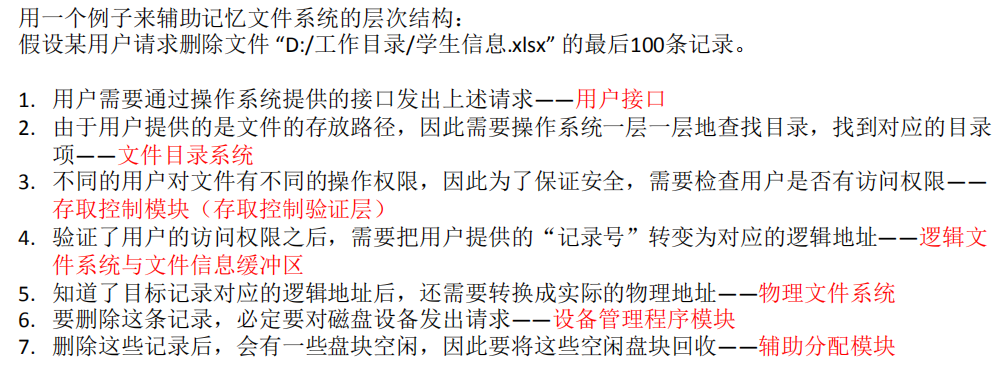 用一个例子来辅助记忆文件系统的层次结构：
假设某用户请求删除文件 “D:/工作目录/学生信息.xlsx” 的最后100条记录。
1. 用户需要通过操作系统提供的接口发出上述请求——用户接口
2. 由于用户提供的是文件的存放路径，因此需要操作系统一层一层地查找目录，找到对应的目录
项——文件目录系统
3. 不同的用户对文件有不同的操作权限，因此为了保证安全，需要检查用户是否有访问权限——
存取控制模块（存取控制验证层）
4. 验证了用户的访问权限之后，需要把用户提供的“记录号”转变为对应的逻辑地址——逻辑文
件系统与文件信息缓冲区
5. 知道了目标记录对应的逻辑地址后，还需要转换成实际的物理地址——物理文件系统
6. 要删除这条记录，必定要对磁盘设备发出请求——设备管理程序模块
7. 删除这些记录后，会有一些盘块空闲，因此要将这些空闲盘块回收——辅助分配模块